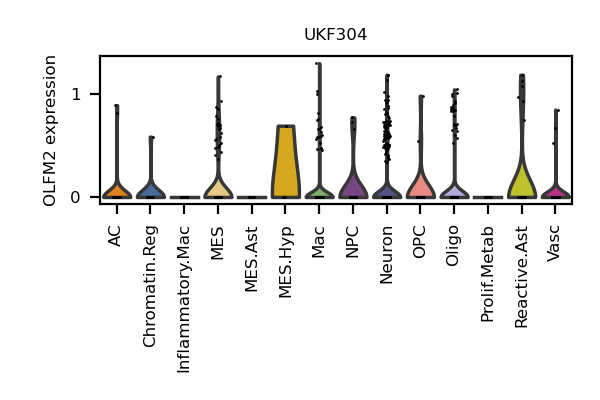 UKF304
OLFM2 expression
1
0
AC
Chromatin.Reg
Inflammatory.Mac
MES
MES.Ast
MES.Hyp
Mac
NPC
Neuron
OPC
Oligo
Prolif.Metab
Reactive.Ast
Vasc